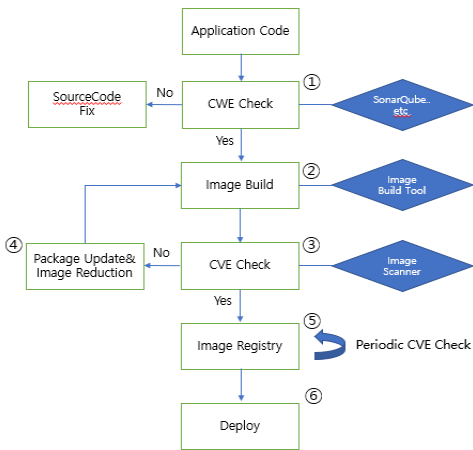 Application Code
①
No
SourceCode
Fix
CWE Check
SonarQube..
etc
Yes
②
Image Build
Image
Build Tool
④
③
Package Update&
Image Reduction
No
CVE Check
Image
Scanner
Yes
⑤
Image Registry
Periodic CVE Check
⑥
Deploy